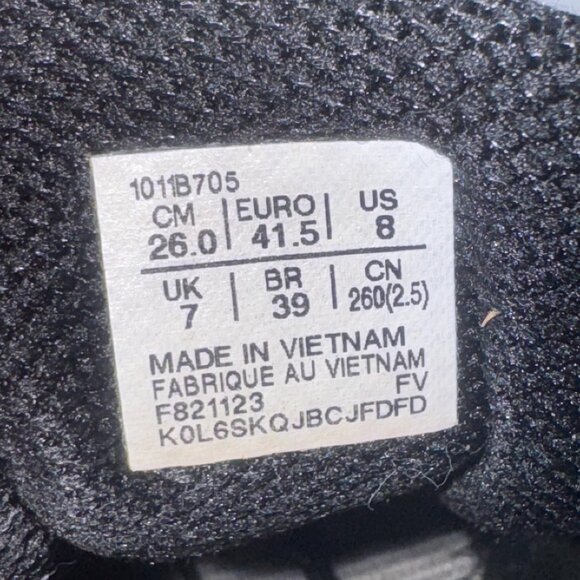 1011B705
CM | EURO | US
26.0 | 41.5 | 8
UK | BR | CN
7 | 39 | 260(2.5)
MADE IN VIETNAM
FABRIQUE AU VIETNAM
F821123 FV
K0L6SKQJBCJFDFD